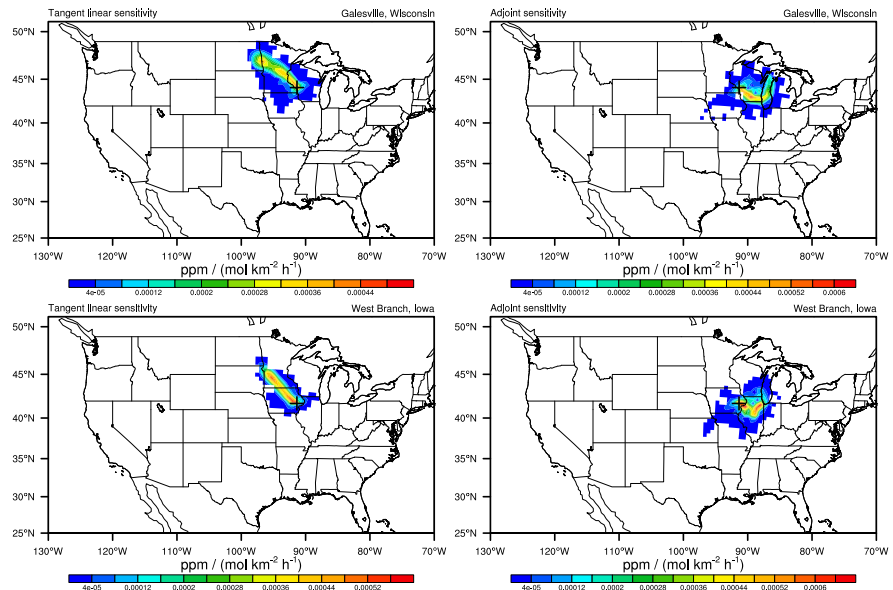 Tangent linear sensitivity Galesville, Wisconsin
50°N
45°N
40°N
35°N
30°N
25°N
130°W 120°W 110°W 100°W 90°W 80°W 70°W
ppm / (mol km⁻² h⁻¹)
4e-05 0.00012 0.0002 0.00028 0.00036 0.00044
Adjoint sensitivity Galesville, Wisconsin
50°N
45°N
40°N
35°N
30°N
25°N
130°W 120°W 110°W 100°W 90°W 80°W 70°W
ppm / (mol km⁻² h⁻¹)
4e-05 0.00012 0.0002 0.00028 0.00036 0.00044 0.00052 0.0006
Tangent linear sensitivity West Branch, Iowa
50°N
45°N
40°N
35°N
30°N
25°N
130°W 120°W 110°W 100°W 90°W 80°W 70°W
ppm / (mol km⁻² h⁻¹)
4e-05 0.00012 0.0002 0.00028 0.00036 0.00044 0.00052
Adjoint sensitivity West Branch, Iowa
50°N
45°N
40°N
35°N
30°N
25°N
130°W 120°W 110°W 100°W 90°W 80°W 70°W
ppm / (mol km⁻² h⁻¹)
4e-05 0.00012 0.0002 0.00028 0.00036 0.00044 0.00052 0.0006